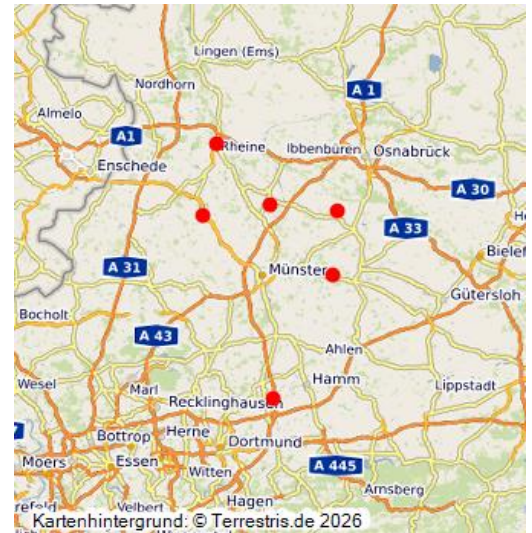 Lingen (Ems)
Nordhorn
A 1
Almelo
A1
Rheine
Ibbenbüren
Osnabrück
Enschede
A 30
A 33
Bielef
A 31
Münster
Gütersloh
Bocholt
A 43
Ahlen
Wesel
Marl
Hamm
Lippstadt
Recklinghausen
Bottrop
Herne
Dortmund
Moers
Essen
Witten
A 445
Hagen
Arnsberg
refeld
Velbert
Kartenhintergrund: © Terrestris.de 2026